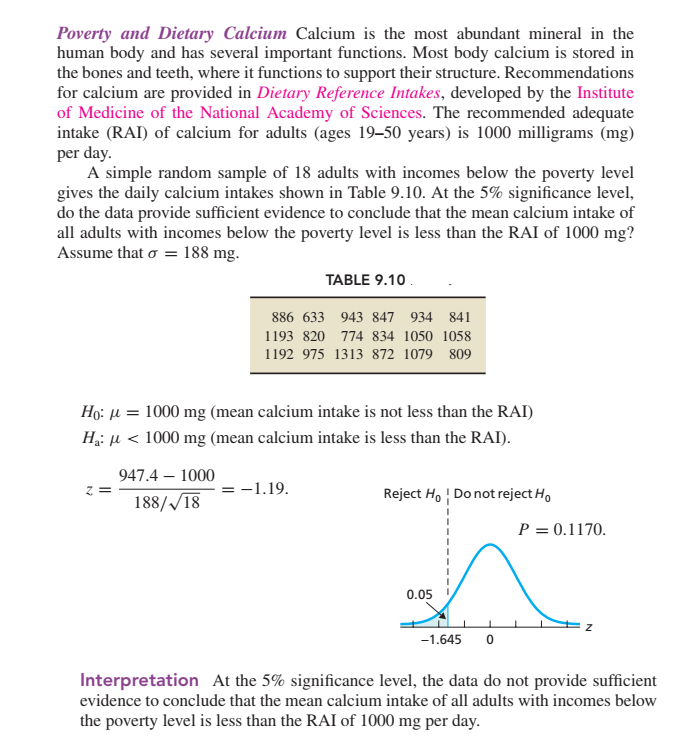 Poverty and Dietary Calcium Calcium is the most abundant mineral in the
human body and has several important functions. Most body calcium is stored in
the bones and teeth, where it functions to support their structure. Recommendations
for calcium are provided in Dietary Reference Intakes, developed by the Institute
of Medicine of the National Academy of Sciences. The recommended adequate
intake (RAI) of calcium for adults (ages 19–50 years) is 1000 milligrams (mg)
per day.
A simple random sample of 18 adults with incomes below the poverty level
gives the daily calcium intakes shown in Table 9.10. At the 5% significance level,
do the data provide sufficient evidence to conclude that the mean calcium intake of
all adults with incomes below the poverty level is less than the RAI of 1000 mg?
Assume that σ = 188 mg.
TABLE 9.10
886 633 943 847 934 841
1193 820 774 834 1050 1058
1192 975 1313 872 1079 809
H₀: μ = 1000 mg (mean calcium intake is not less than the RAI)
Hₐ: μ < 1000 mg (mean calcium intake is less than the RAI).
z = (947.4 − 1000)/(188/√18) = −1.19.
Reject H₀ Do not reject H₀
P = 0.1170.
0.05
z
−1.645 0
Interpretation At the 5% significance level, the data do not provide sufficient
evidence to conclude that the mean calcium intake of all adults with incomes below
the poverty level is less than the RAI of 1000 mg per day.